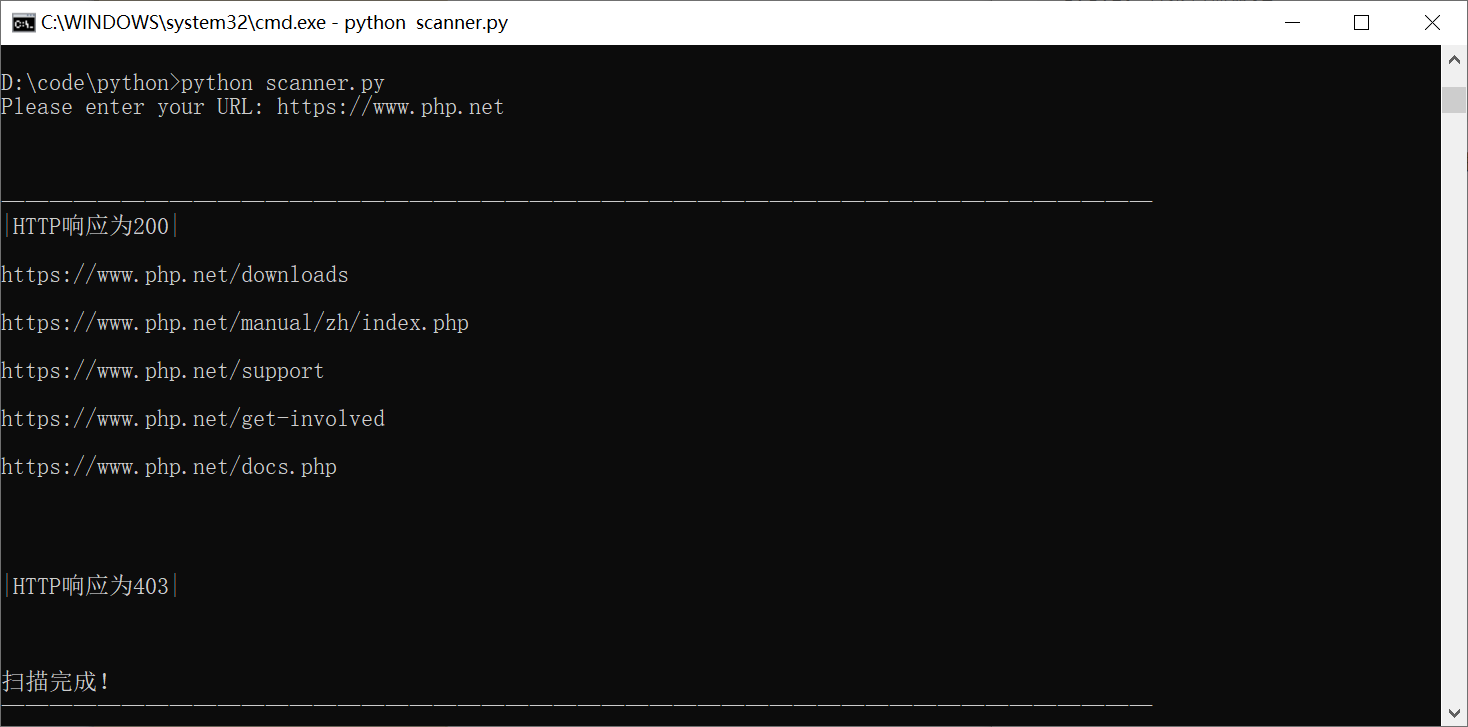 C:\WINDOWS\system32\cmd.exe - python  scanner.py
D:\code\python>python scanner.py
Please enter your URL: https://www.php.net
————————————————————————————————————————————————
|HTTP响应为200|
https://www.php.net/downloads
https://www.php.net/manual/zh/index.php
https://www.php.net/support
https://www.php.net/get-involved
https://www.php.net/docs.php
|HTTP响应为403|
扫描完成!
————————————————————————————————————————————————